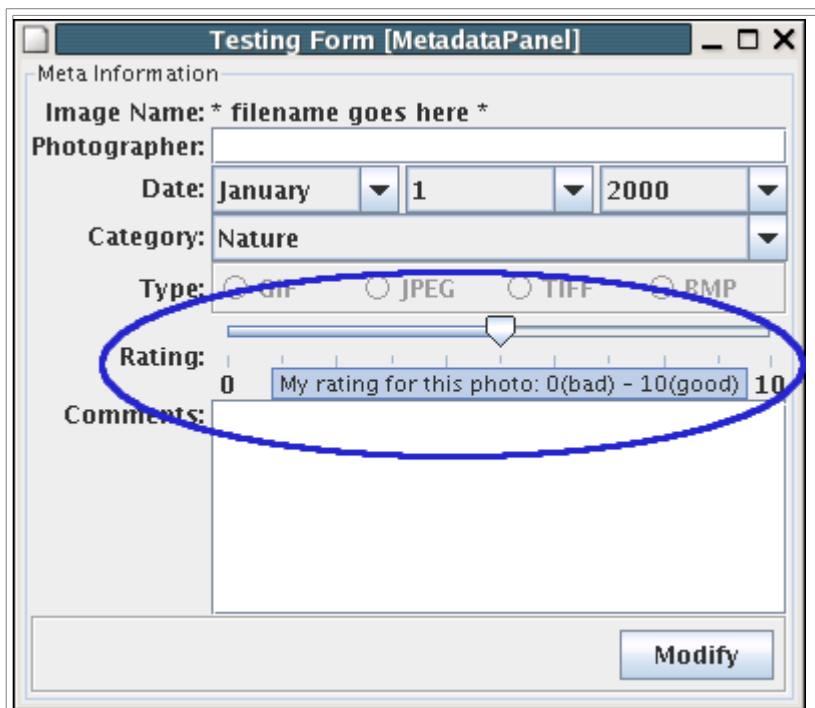 Testing Form [MetadataPanel]
Meta Information
Image Name: * filename goes here *
Photographer:
Date: January 1 2000
Category: Nature
Type: GIF JPEG TIFF BMP
Rating:
0 My rating for this photo: 0(bad) - 10(good) 10
Comments:
Modify